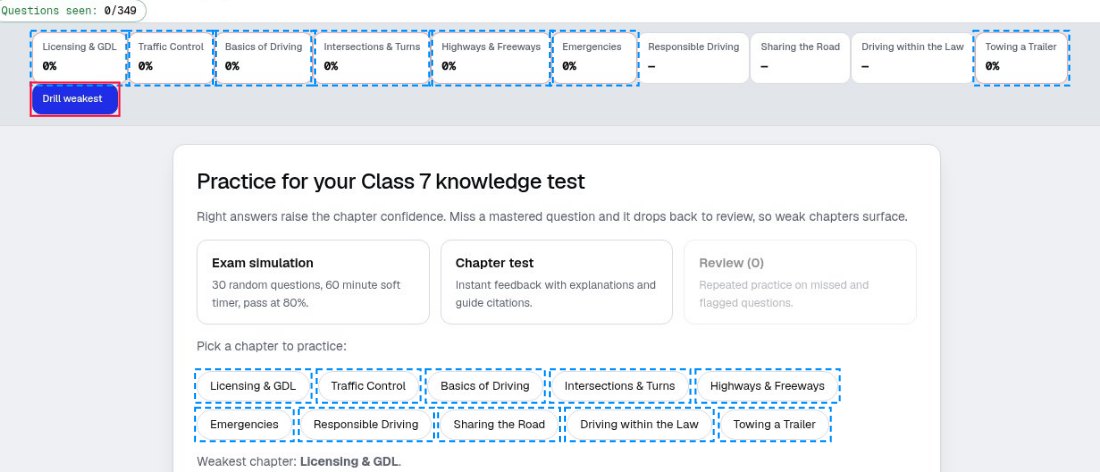 Questions seen: 0/349
Licensing & GDL
0%
Traffic Control
0%
Basics of Driving
0%
Intersections & Turns
0%
Highways & Freeways
0%
Emergencies
0%
Responsible Driving
–
Sharing the Road
–
Driving within the Law
–
Towing a Trailer
0%
Drill weakest
Practice for your Class 7 knowledge test
Right answers raise the chapter confidence. Miss a mastered question and it drops back to review, so weak chapters surface.
Exam simulation
30 random questions, 60 minute soft
timer, pass at 80%.
Chapter test
Instant feedback with explanations and
guide citations.
Review (0)
Repeated practice on missed and
flagged questions.
Pick a chapter to practice:
Licensing & GDL
Traffic Control
Basics of Driving
Intersections & Turns
Highways & Freeways
Emergencies
Responsible Driving
Sharing the Road
Driving within the Law
Towing a Trailer
Weakest chapter: Licensing & GDL.